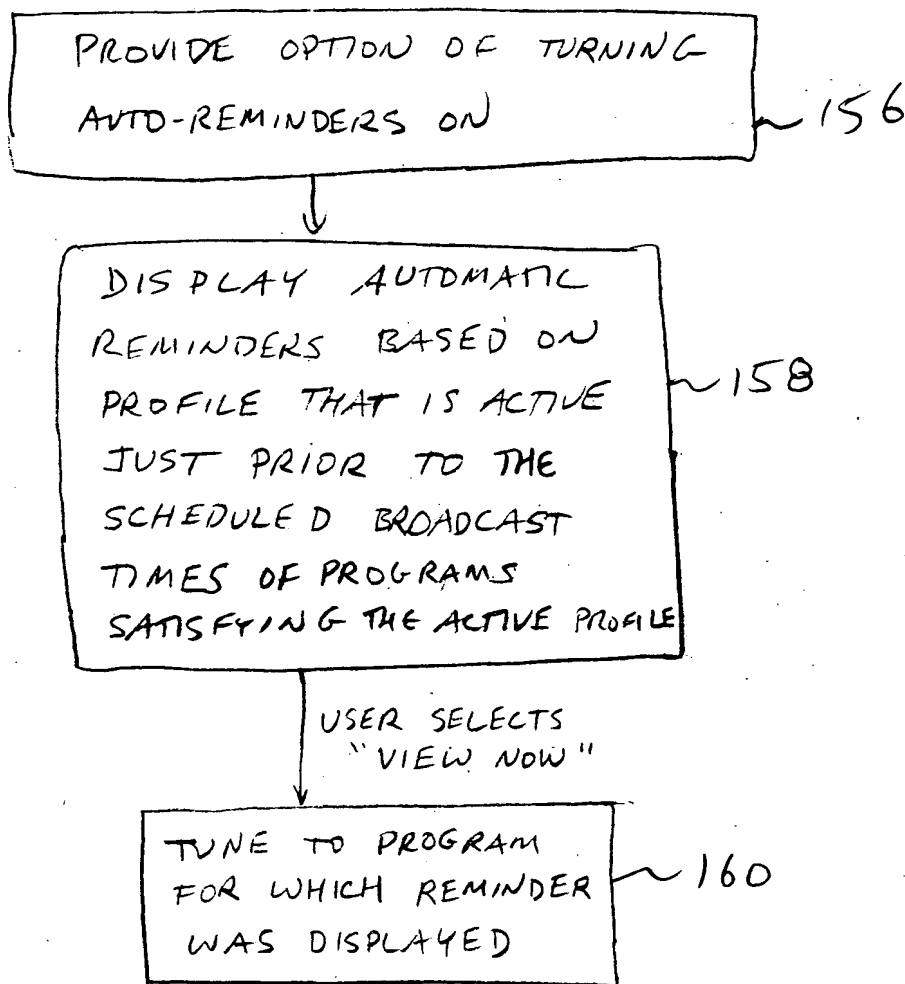 PROVIDE OPTION OF TURNING
AUTO-REMINDERS ON
156
DISPLAY AUTOMATIC
REMINDERS BASED ON
PROFILE THAT IS ACTIVE
JUST PRIOR TO THE
SCHEDULED BROADCAST
TIMES OF PROGRAMS
SATISFYING THE ACTIVE PROFILE
158
USER SELECTS
"VIEW NOW"
TUNE TO PROGRAM
FOR WHICH REMINDER
WAS DISPLAYED
160